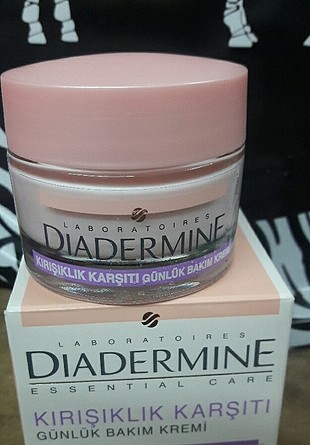 LABORATOIRES
DIADERMINE
KIRIŞIKLIK KARŞITI GÜNLÜK BAKIM KREMİ
LABORATOIRES
DIADERMINE
ESSENTIAL CARE
KIRIŞIKLIK KARŞITI
GÜNLÜK BAKIM KREMİ